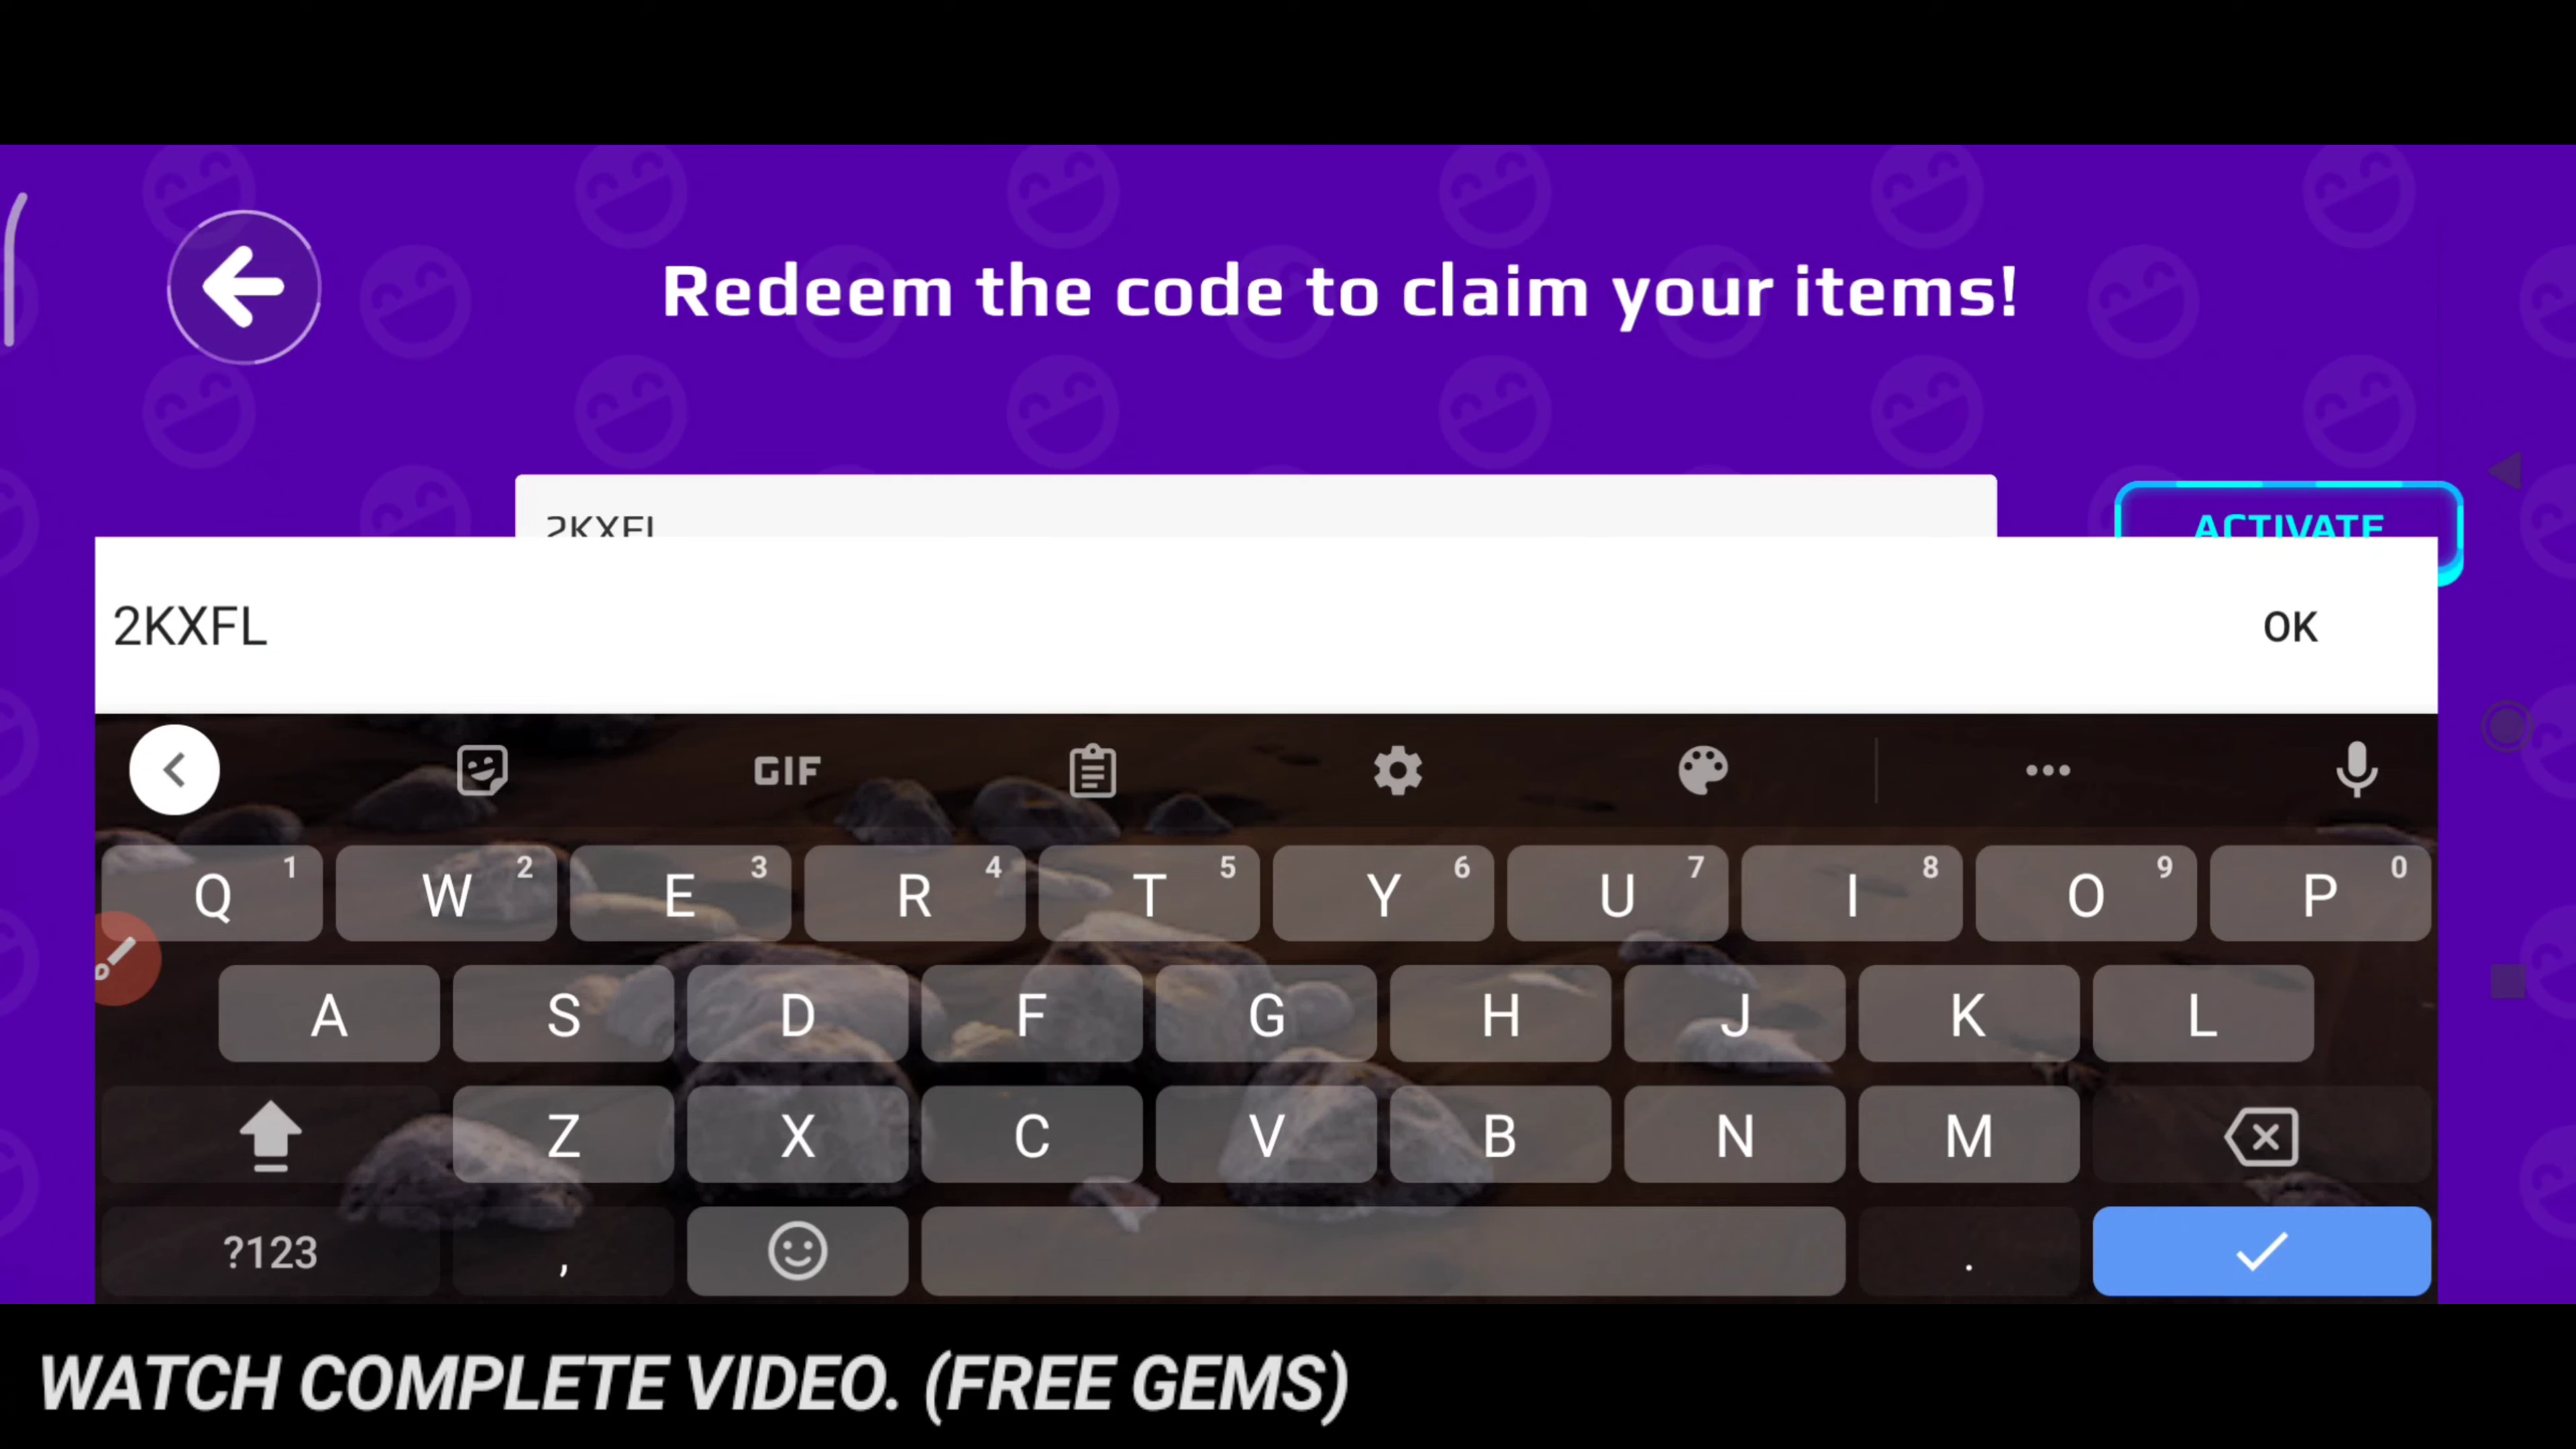 Redeem the code to claim your items!
2KXFL
ACTIVATE
2KXFL
OK
GIF
Q 1 W 2 E 3 R 4 T 5 Y 6 U 7 I 8 O 9 P 0
A S D F G H J K L
Z X C V B N M
?123 , .
WATCH COMPLETE VIDEO. (FREE GEMS)